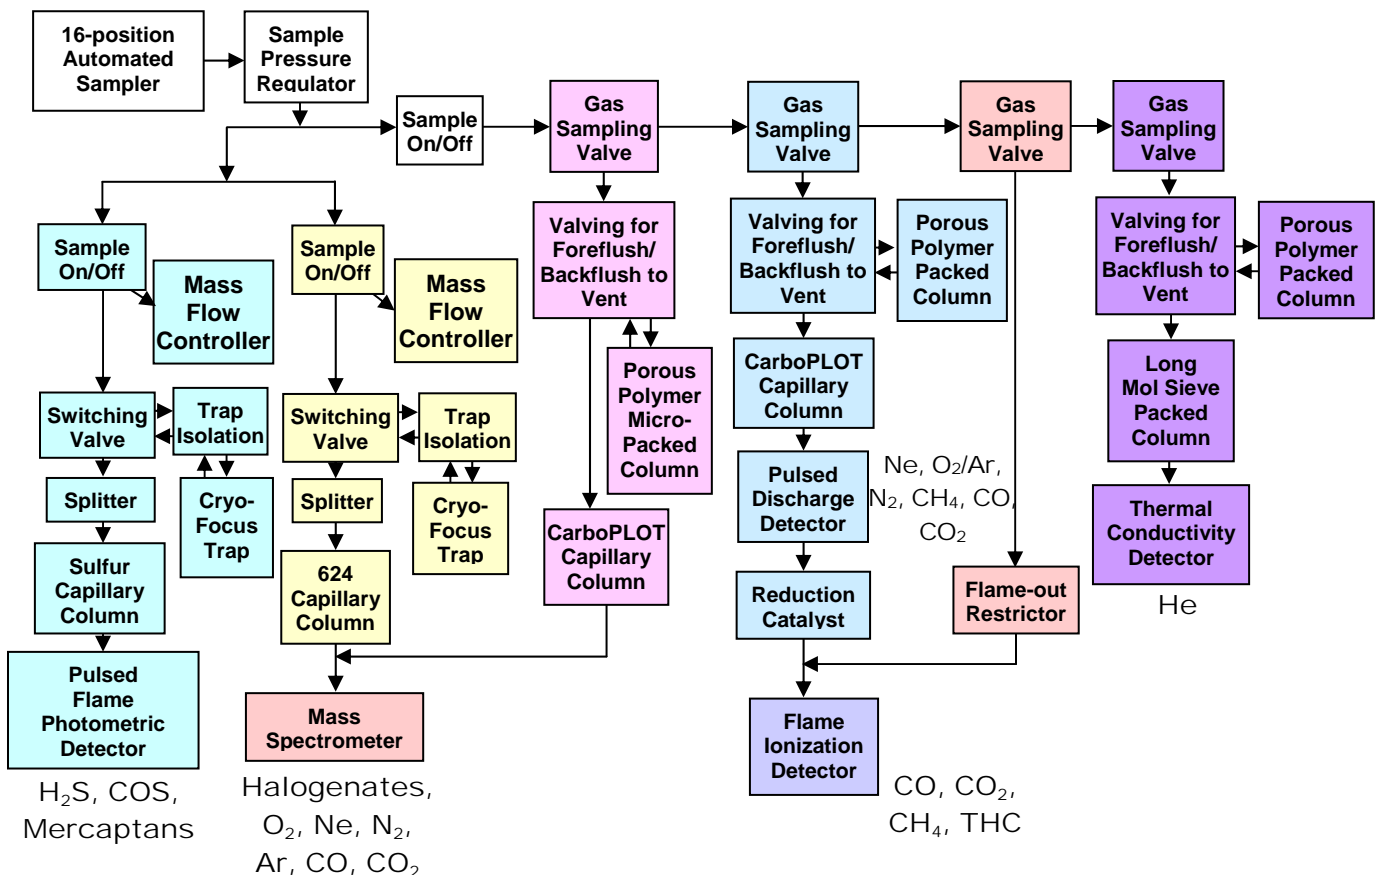 16-position
Automated
Sampler
Sample
Pressure
Regulator
Sample
On/Off
Gas
Sampling
Valve
Gas
Sampling
Valve
Gas
Sampling
Valve
Gas
Sampling
Valve
Sample
On/Off
Mass
Flow
Controller
Sample
On/Off
Mass
Flow
Controller
Valving for
Foreflush/
Backflush to
Vent
Valving for
Foreflush/
Backflush to
Vent
Porous
Polymer
Packed
Column
Valving for
Foreflush/
Backflush to
Vent
Porous
Polymer
Packed
Column
Switching
Valve
Trap
Isolation
Switching
Valve
Trap
Isolation
Porous
Polymer
Micro-
Packed
Column
CarboPLOT
Capillary
Column
Long
Mol Sieve
Packed
Column
Splitter
Cryo-
Focus
Trap
Splitter
Cryo-
Focus
Trap
CarboPLOT
Capillary
Column
Pulsed
Discharge
Detector
Ne, O₂/Ar,
N₂, CH₄, CO,
CO₂
Thermal
Conductivity
Detector
He
Sulfur
Capillary
Column
624
Capillary
Column
Reduction
Catalyst
Flame-out
Restrictor
Pulsed
Flame
Photometric
Detector
H₂S, COS,
Mercaptans
Mass
Spectrometer
Halogenates,
O₂, Ne, N₂,
Ar, CO, CO₂
Flame
Ionization
Detector
CO, CO₂,
CH₄, THC